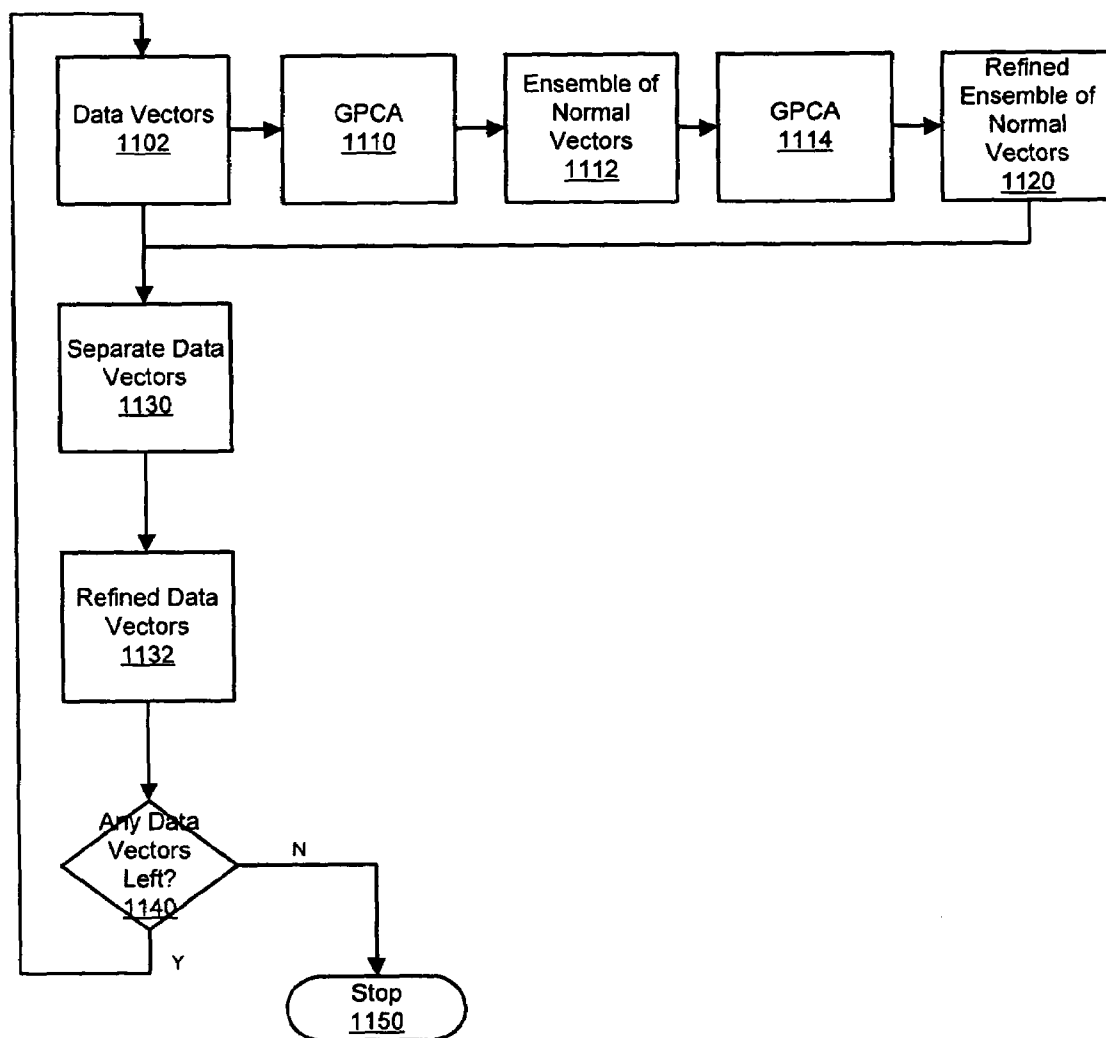 Data Vectors
1102
GPCA
1110
Ensemble of
Normal
Vectors
1112
GPCA
1114
Refined
Ensemble of
Normal
Vectors
1120
Separate Data
Vectors
1130
Refined Data
Vectors
1132
Any Data
Vectors
Left?
1140
N
Y
Stop
1150